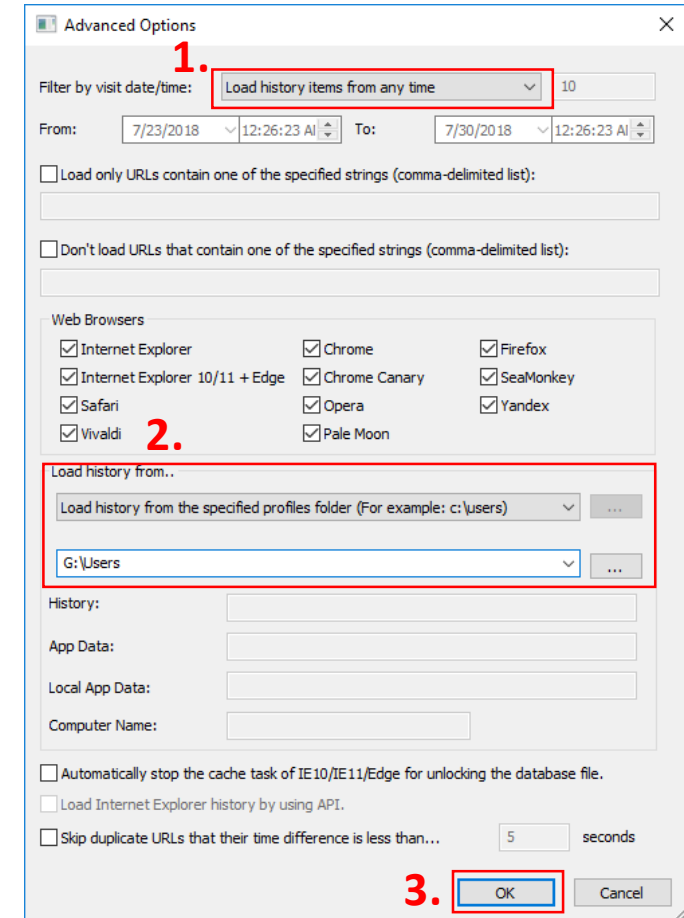 Advanced Options
1.
Filter by visit date/time: Load history items from any time 10
From: 7/23/2018 12:26:23 AI To: 7/30/2018 12:26:23 AI
Load only URLs contain one of the specified strings (comma-delimited list):
Don't load URLs that contain one of the specified strings (comma-delimited list):
Web Browsers
Internet Explorer Chrome Firefox
Internet Explorer 10/11 + Edge Chrome Canary SeaMonkey
Safari Opera Yandex
Vivaldi Pale Moon
2.
Load history from..
Load history from the specified profiles folder (For example: c:\users) ...
G:\Users ...
History:
App Data:
Local App Data:
Computer Name:
Automatically stop the cache task of IE10/IE11/Edge for unlocking the database file.
Load Internet Explorer history by using API.
Skip duplicate URLs that their time difference is less than... 5 seconds
3. OK Cancel